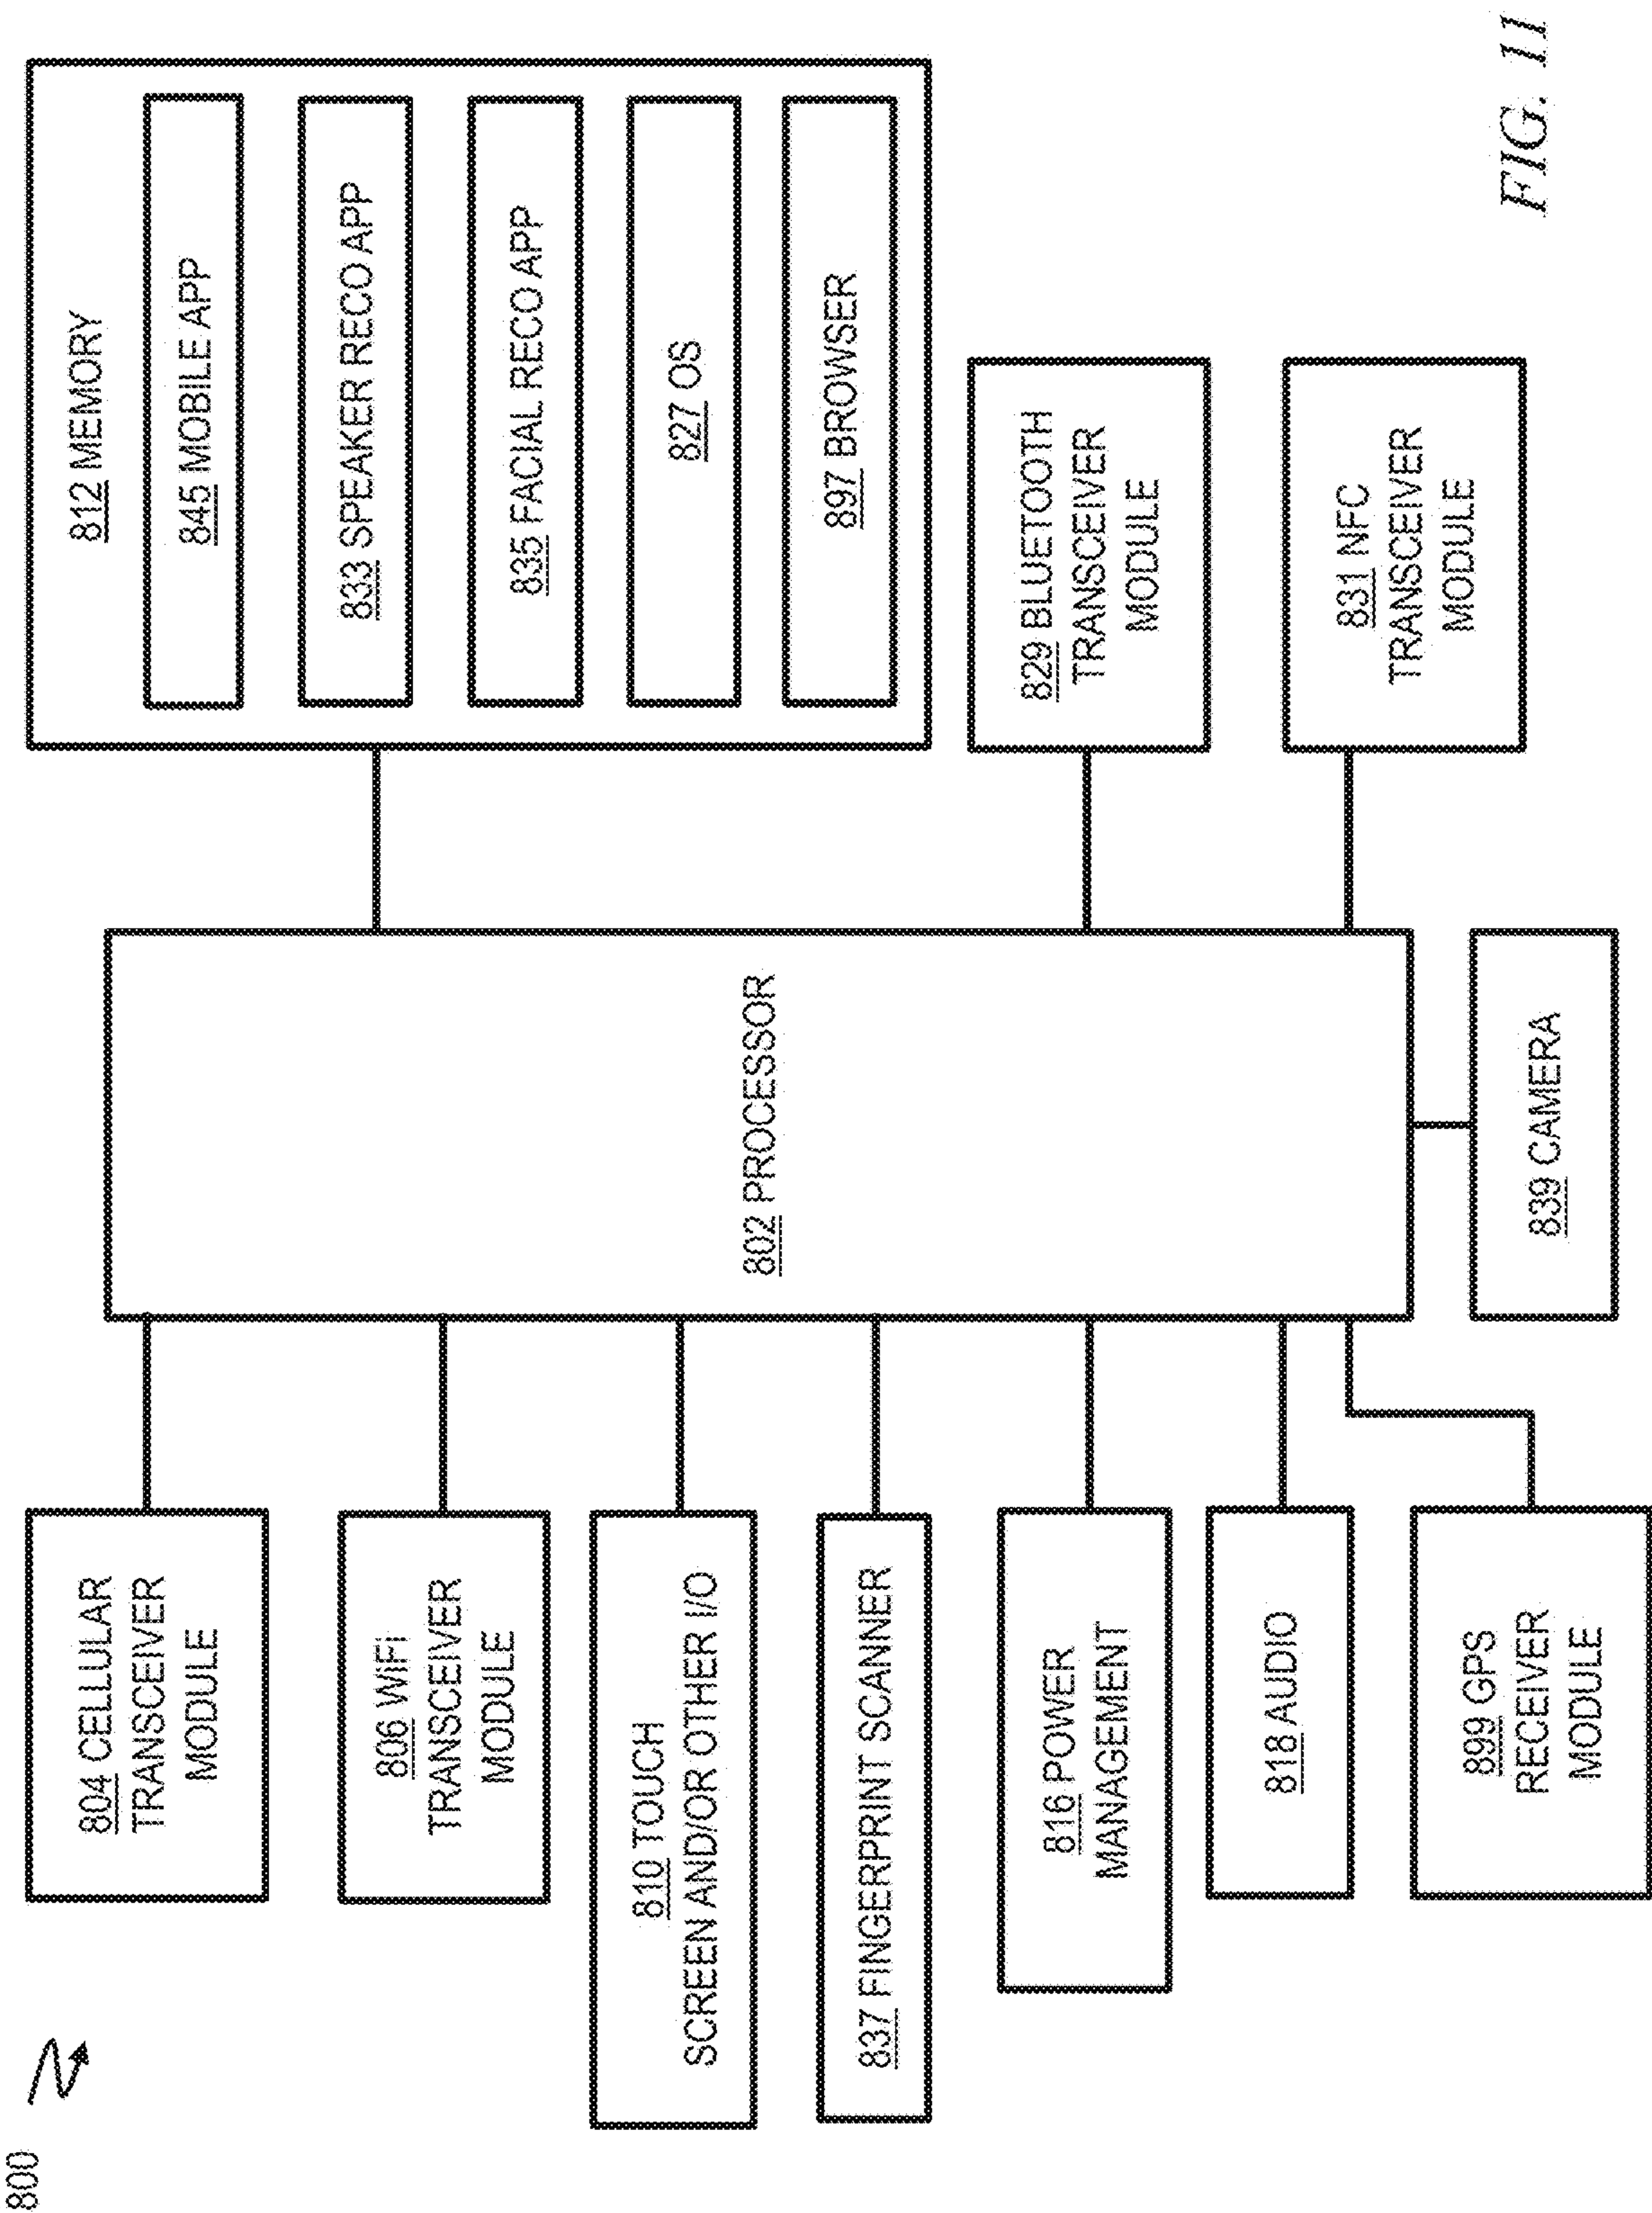 800
804 CELLULAR
TRANSCEIVER
MODULE
806 WIFI
TRANSCEIVER
MODULE
810 TOUCH
SCREEN AND/OR OTHER I/O
837 FINGERPRINT SCANNER
816 POWER
MANAGEMENT
818 AUDIO
899 GPS
RECEIVER
MODULE
802 PROCESSOR
839 CAMERA
812 MEMORY
845 MOBILE APP
833 SPEAKER RECO APP
835 FACIAL RECO APP
827 OS
897 BROWSER
829 BLUETOOTH
TRANSCEIVER
MODULE
831 NFC
TRANSCEIVER
MODULE
FIG. 11